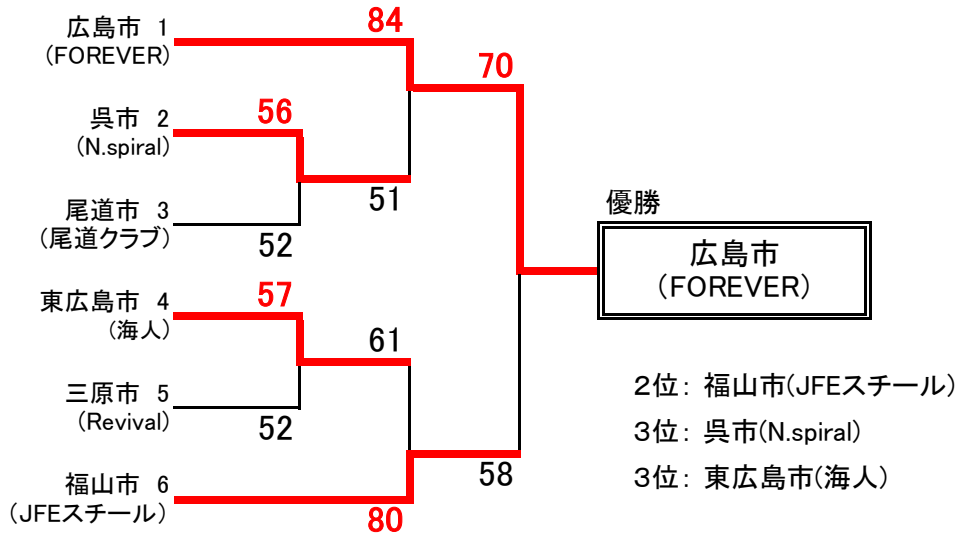 広島市 1
(FOREVER)
84
70
呉市 2
(N.spiral)
56
51
尾道市 3
(尾道クラブ)
52
優勝
広島市
(FOREVER)
東広島市 4
(海人)
57
61
三原市 5
(Revival)
52
58
福山市 6
(JFEスチール)
80
2位: 福山市(JFEスチール)
3位: 呉市(N.spiral)
3位: 東広島市(海人)